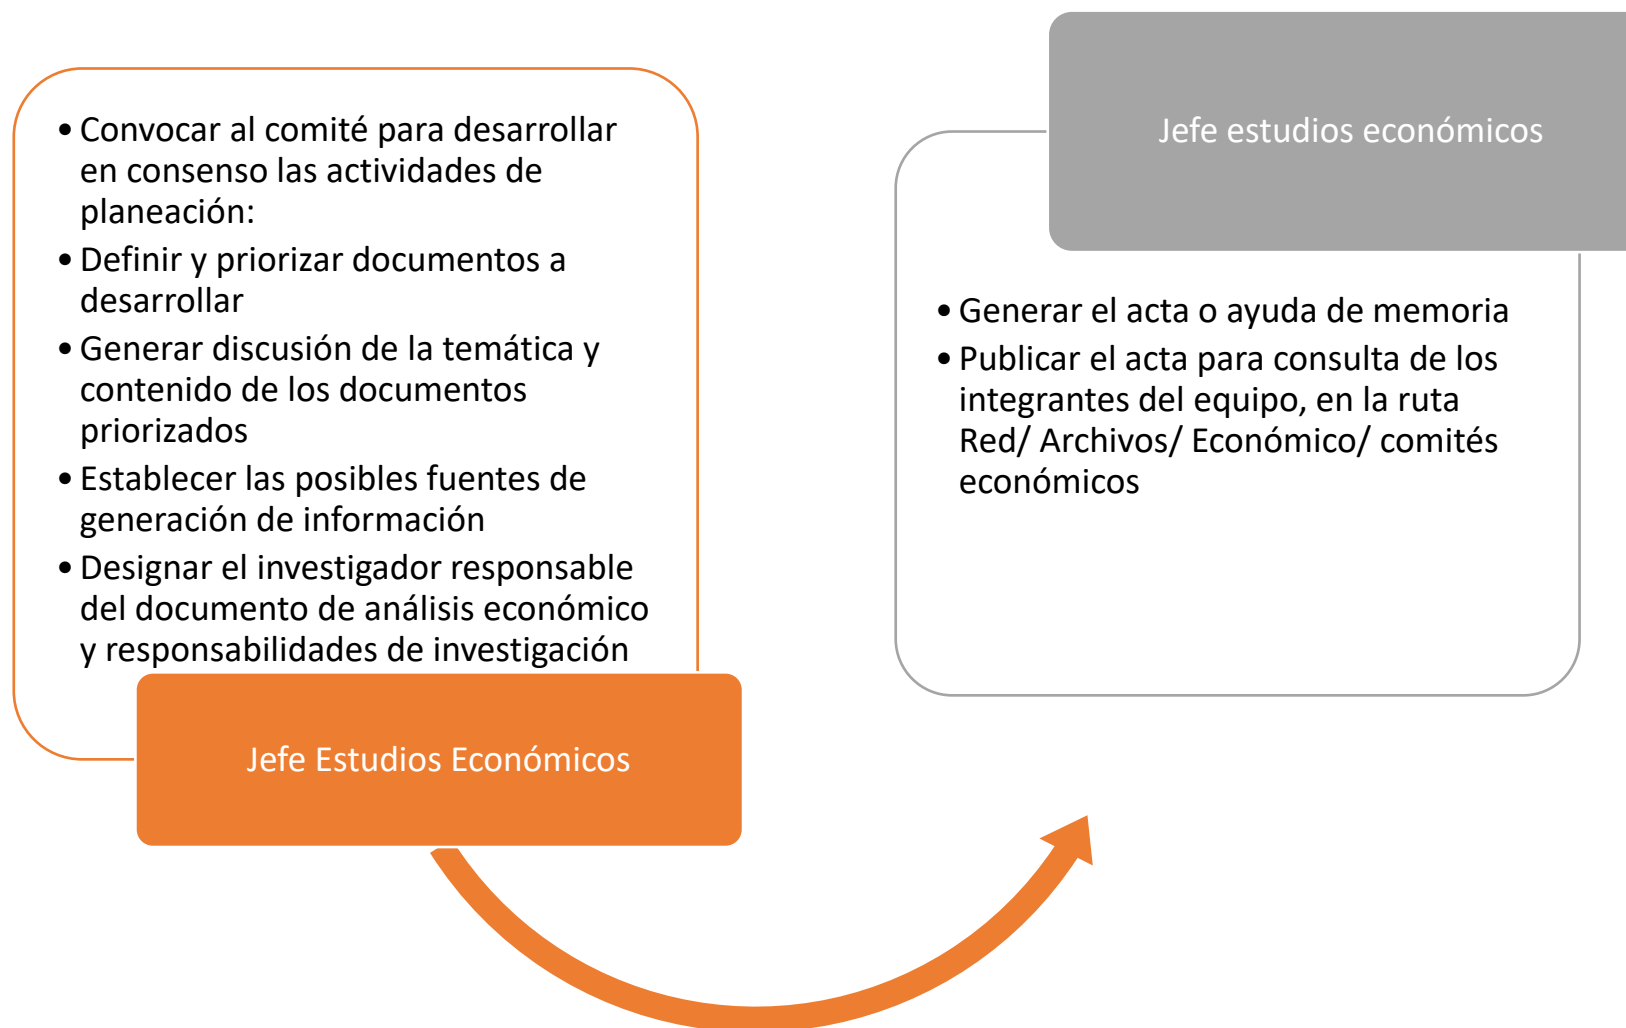 • Convocar al comité para desarrollar
en consenso las actividades de
planeación:
• Definir y priorizar documentos a
desarrollar
• Generar discusión de la temática y
contenido de los documentos
priorizados
• Establecer las posibles fuentes de
generación de información
• Designar el investigador responsable
del documento de análisis económico
y responsabilidades de investigación
Jefe Estudios Económicos
Jefe estudios económicos
• Generar el acta o ayuda de memoria
• Publicar el acta para consulta de los
integrantes del equipo, en la ruta
Red/ Archivos/ Económico/ comités
económicos